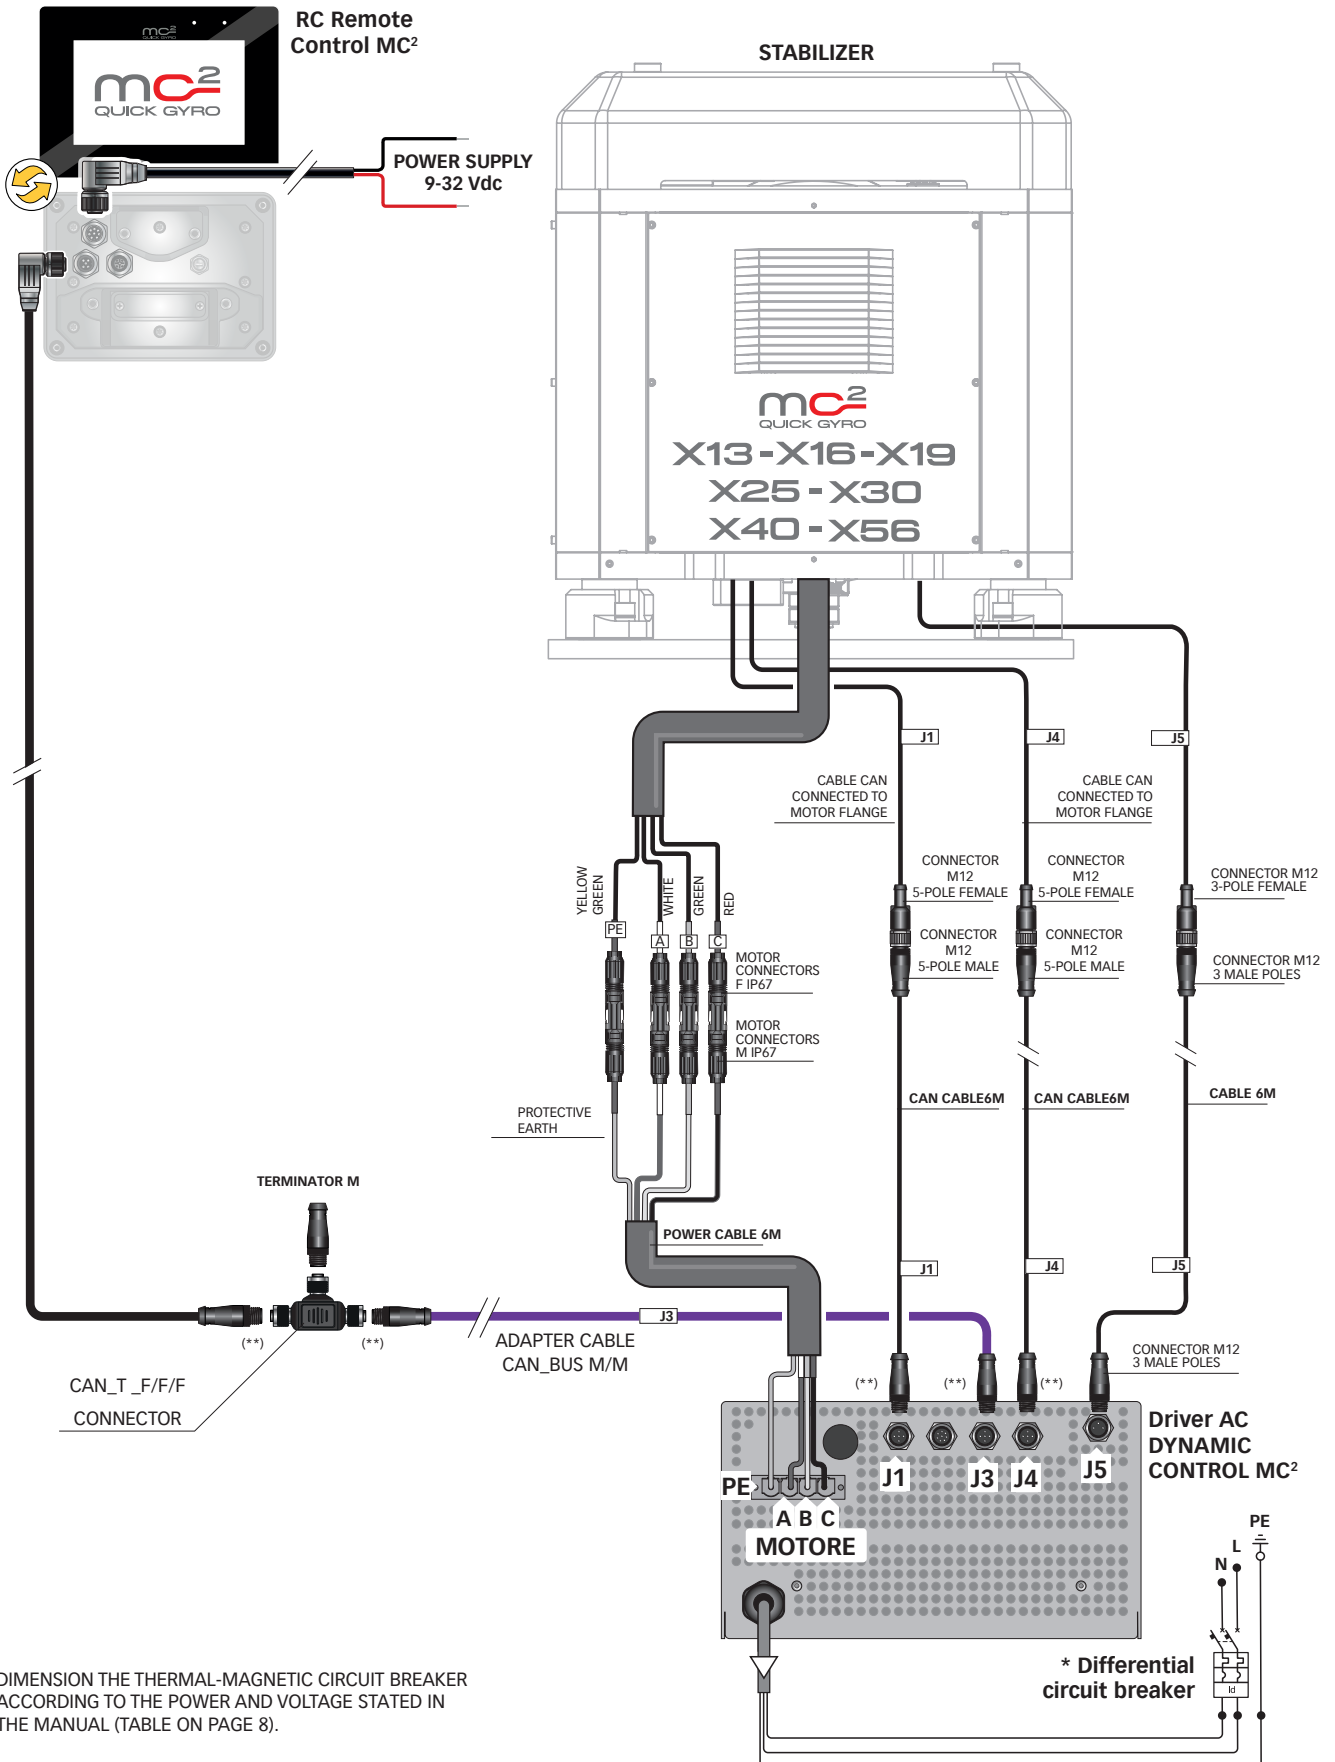 RC Remote
Control MC²
mc²
QUICK GYRO
mc²
QUICK GYRO
POWER SUPPLY
9-32 Vdc
STABILIZER
mc²
QUICK GYRO
X13-X16-X19
X25-X30
X40-X56
J1
J4
J5
CABLE CAN
CONNECTED TO
MOTOR FLANGE
CABLE CAN
CONNECTED TO
MOTOR FLANGE
YELLOW
GREEN
WHITE
GREEN
RED
PE
A
B
C
CONNECTOR
M12
5-POLE FEMALE
CONNECTOR
M12
5-POLE FEMALE
CONNECTOR M12
3-POLE FEMALE
CONNECTOR
M12
5-POLE MALE
CONNECTOR
M12
5-POLE MALE
CONNECTOR M12
3 MALE POLES
MOTOR
CONNECTORS
F IP67
MOTOR
CONNECTORS
M IP67
CAN CABLE6M
CAN CABLE6M
CABLE 6M
PROTECTIVE
EARTH
TERMINATOR M
POWER CABLE 6M
J1
J4
J5
J3
(**)
(**)
ADAPTER CABLE
CAN_BUS M/M
CAN_T _F/F/F
CONNECTOR
CONNECTOR M12
3 MALE POLES
(**)
(**)
(**)
Driver AC
DYNAMIC
CONTROL MC²
J1
J3
J4
J5
PE
A B C
MOTORE
PE
L
N
Id
* Differential
circuit breaker
DIMENSION THE THERMAL-MAGNETIC CIRCUIT BREAKER
ACCORDING TO THE POWER AND VOLTAGE STATED IN
THE MANUAL (TABLE ON PAGE 8).